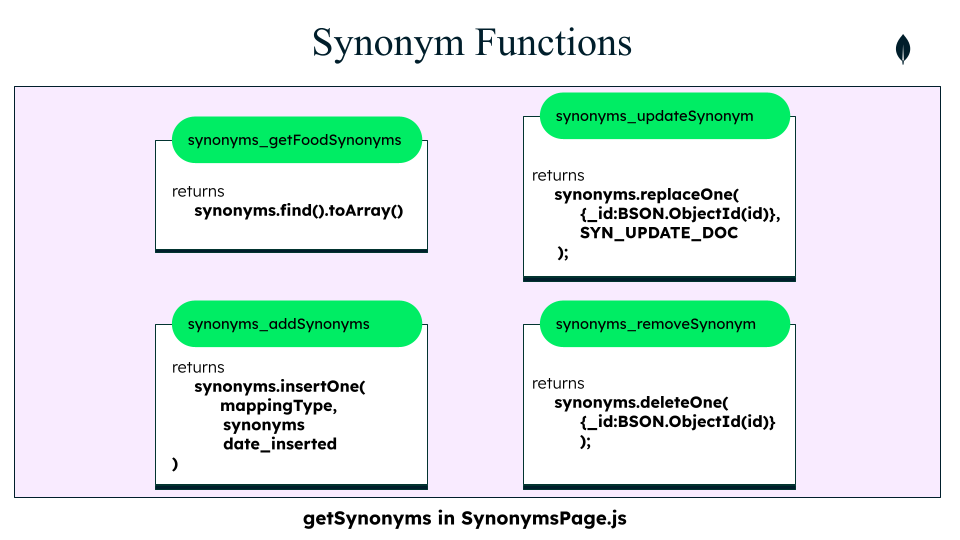 Synonym Functions
synonyms_getFoodSynonyms
returns
synonyms.find().toArray()
synonyms_updateSynonym
returns
synonyms.replaceOne(
{_id:BSON.ObjectId(id)},
SYN_UPDATE_DOC
);
synonyms_addSynonyms
returns
synonyms.insertOne(
mappingType,
synonyms
date_inserted
)
synonyms_removeSynonym
returns
synonyms.deleteOne(
{_id:BSON.ObjectId(id)}
);
getSynonyms in SynonymsPage.js